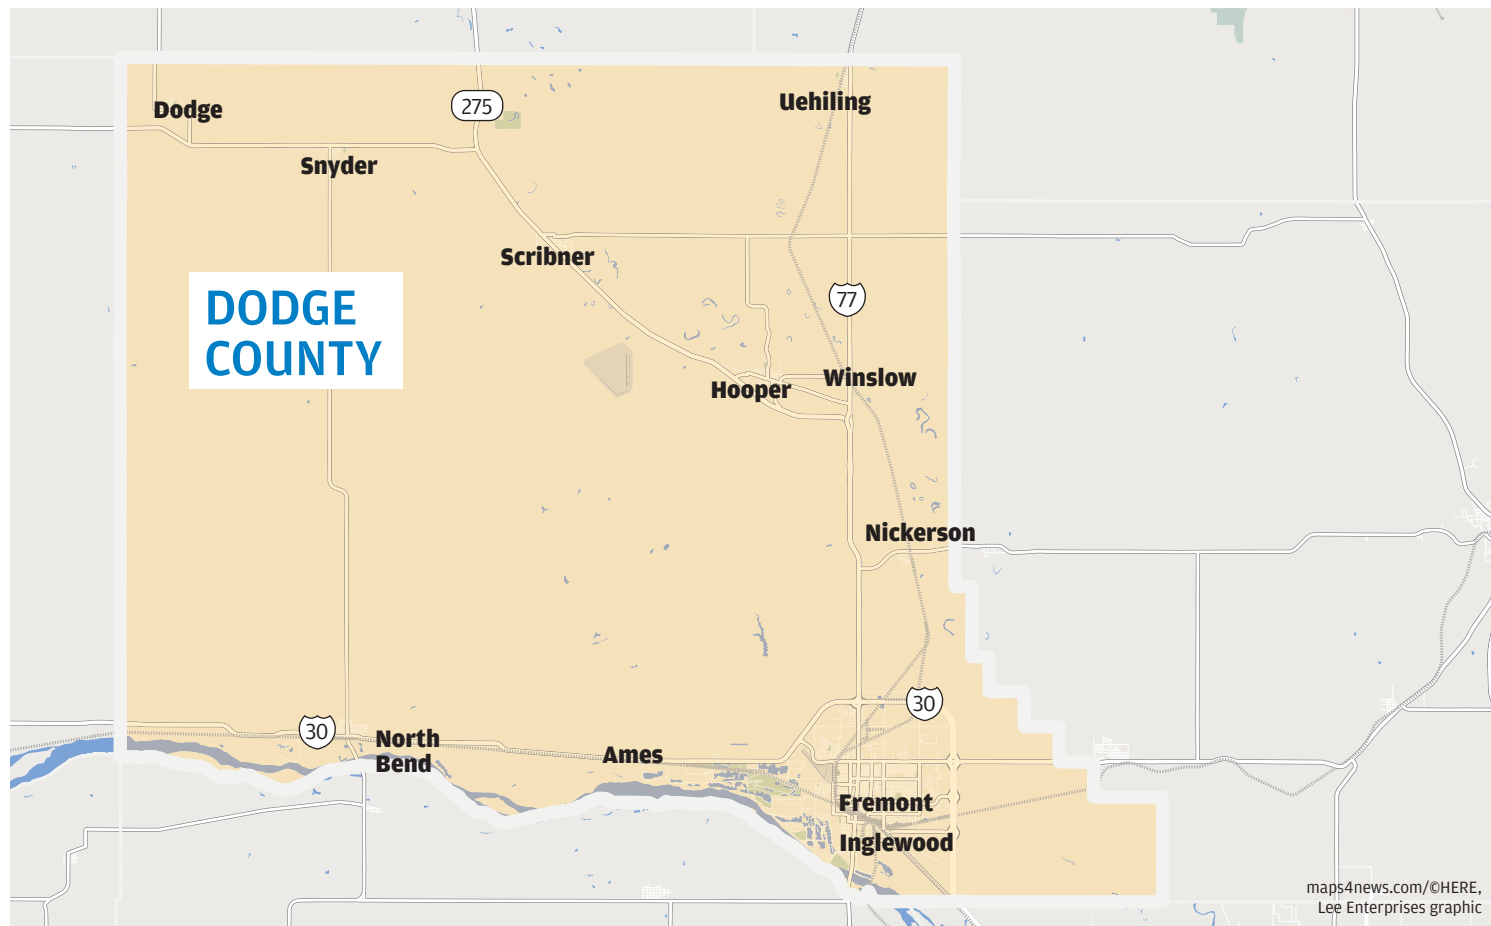 Dodge
275
Uehiling
Snyder
Scribner
DODGE
COUNTY
77
Hooper
Winslow
Nickerson
30
30
North
Bend
Ames
Fremont
Inglewood
maps4news.com/©HERE,
Lee Enterprises graphic